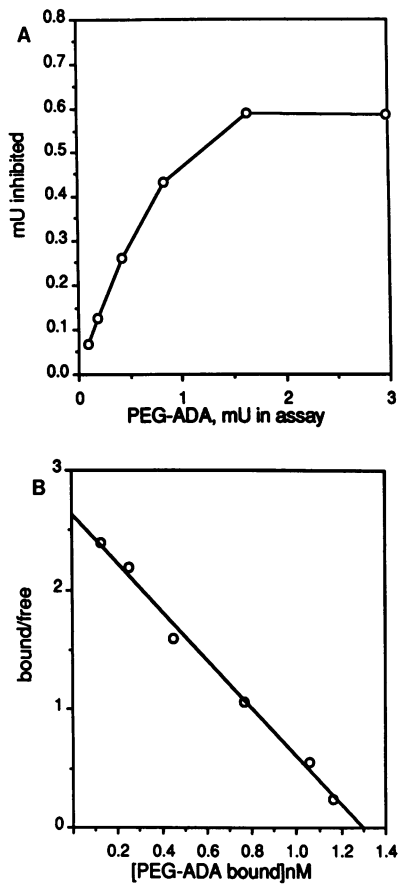 A
0.8
0.7
0.6
0.5
0.4
0.3
0.2
0.1
0.0
mU inhibited
0 1 2 3
PEG-ADA, mU in assay
B
3
2
1
0
bound/free
0.2 0.4 0.6 0.8 1.0 1.2 1.4
[PEG-ADA bound]nM